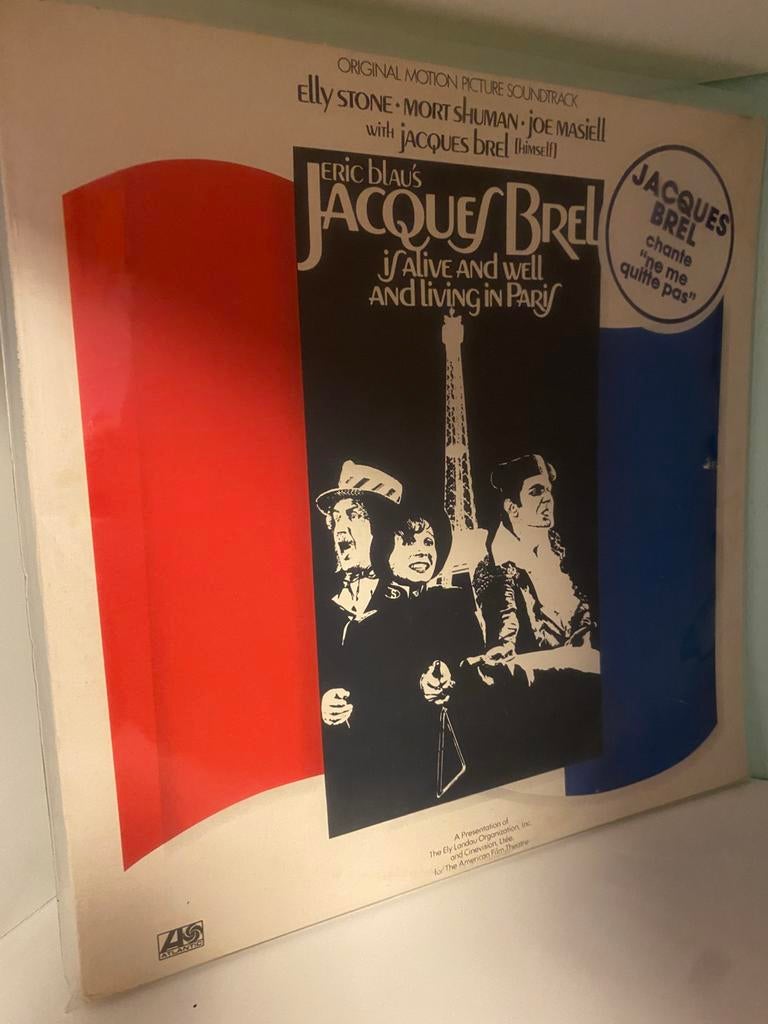 ORIGINAL MOTION PICTURE SOUNDTRACK
elly STONE • MORT SHUMAN • JOE MASIELL
with JACQUES bREl [himself]
ERIC blau's
JACQUES BREL
is ALIVE AND wEll
AND living in PARIS
JACQUES
BREL
chante
"ne me
quitte pas"
A Presentation of
The Ely Landau Organization, Inc.
and Cinevision, Ltée.
for The American Film Theatre
ATLANTIC